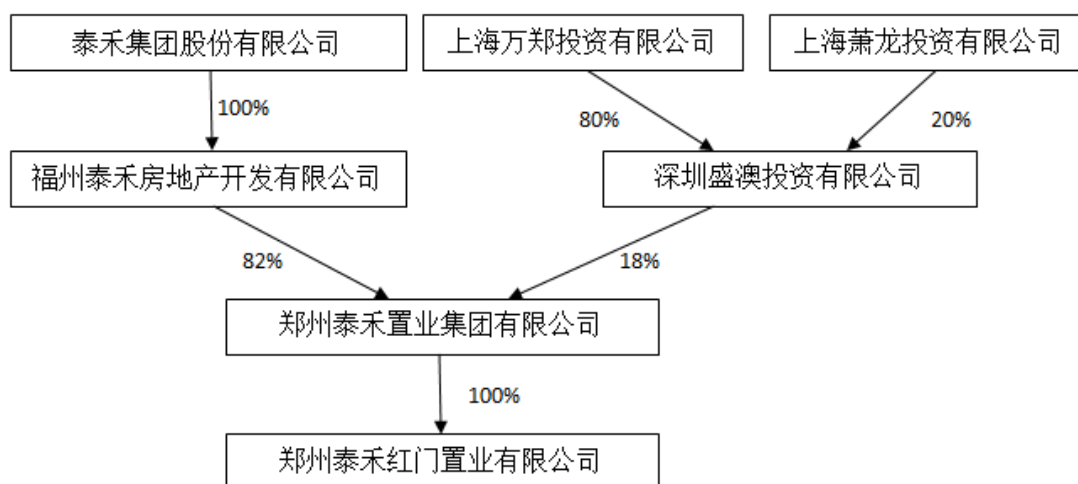 泰禾集团股份有限公司
上海万郑投资有限公司
上海萧龙投资有限公司
100%
80%
20%
福州泰禾房地产开发有限公司
深圳盛澳投资有限公司
82%
18%
郑州泰禾置业集团有限公司
100%
郑州泰禾红门置业有限公司